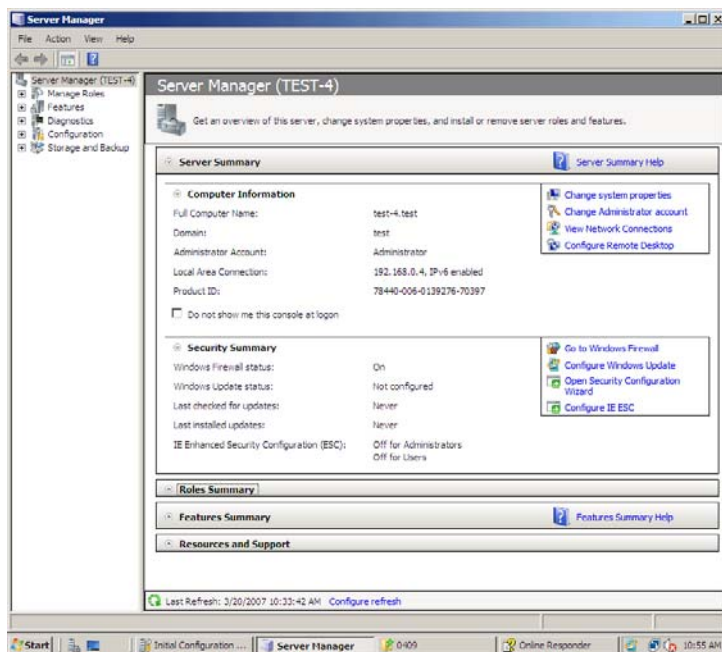 Server Manager
File Action View Help
Server Manager (TEST-4)
Manage Roles
Features
Diagnostics
Configuration
Storage and Backup
Server Manager (TEST-4)
Get an overview of this server, change system properties, and install or remove server roles and features.
Server Summary
Server Summary Help
Computer Information
Full Computer Name: test-4.test
Domain: test
Administrator Account: Administrator
Local Area Connection: 192.168.0.4, IPv6 enabled
Product ID: 78440-006-0139276-70397
Do not show me this console at logon
Change system properties
Change Administrator account
View Network Connections
Configure Remote Desktop
Security Summary
Windows Firewall status: On
Windows Update status: Not configured
Last checked for updates: Never
Last installed updates: Never
IE Enhanced Security Configuration (ESC): Off for Administrators
Off for Users
Go to Windows Firewall
Configure Windows Update
Open Security Configuration
Wizard
Configure IE ESC
Roles Summary
Features Summary
Features Summary Help
Resources and Support
Last Refresh: 3/20/2007 10:33:42 AM Configure refresh
Start Initial Configuration ... Server Manager 0409 Online Responder 10:55 AM